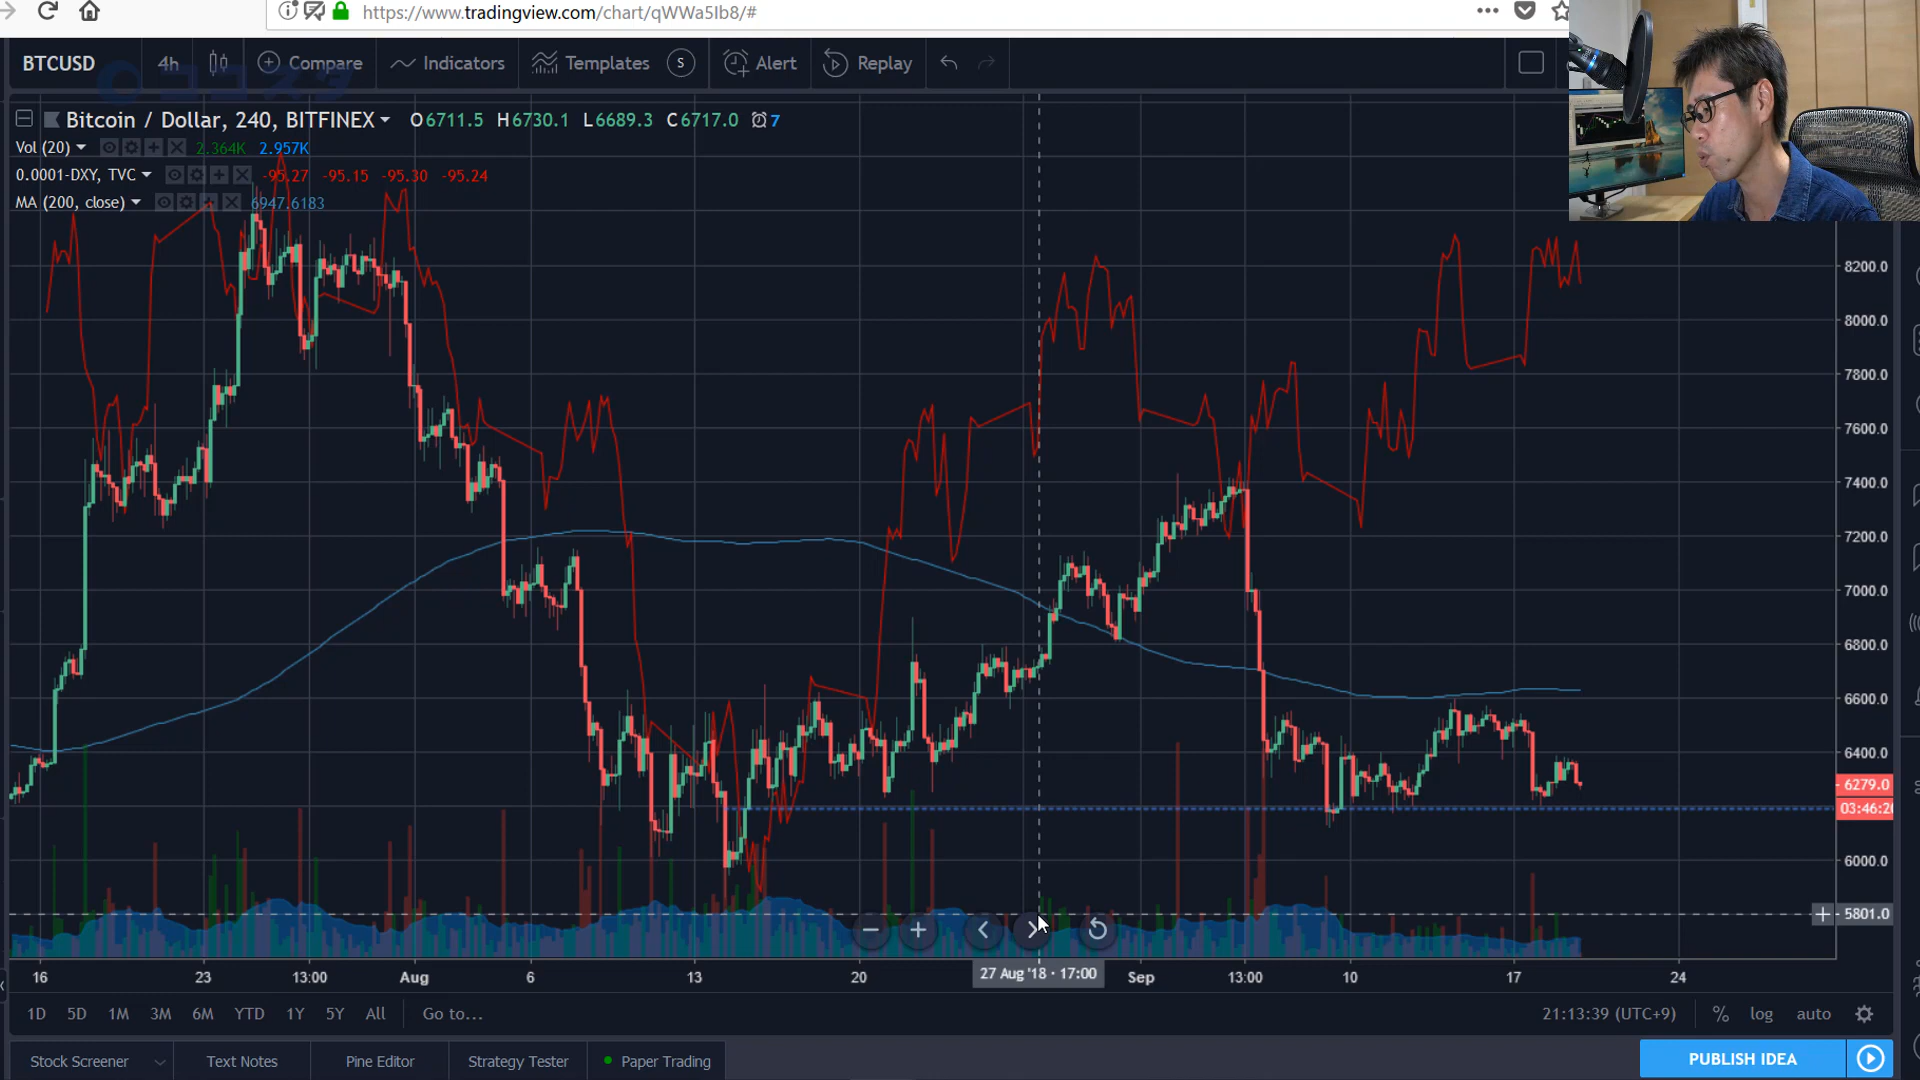 https://www.tradingview.com/chart/qWWa5Ib8/#
BTCUSD 4h Compare Indicators Templates S Alert Replay
ココスタ
Bitcoin / Dollar, 240, BITFINEX O6711.5 H6730.1 L6689.3 C6717.0 7
Vol (20) 2.364K 2.957K
0.0001-DXY, TVC -95.27 -95.15 -95.30 -95.24
MA (200, close) 6947.6183
8200.0
8000.0
7800.0
7600.0
7400.0
7200.0
7000.0
6800.0
6600.0
6400.0
6279.0
03:46:20
6000.0
5801.0
16 23 13:00 Aug 6 13 20 27 Aug '18 · 17:00 Sep 13:00 10 17 24
1D 5D 1M 3M 6M YTD 1Y 5Y All Go to... 21:13:39 (UTC+9) % log auto
Stock Screener Text Notes Pine Editor Strategy Tester Paper Trading PUBLISH IDEA